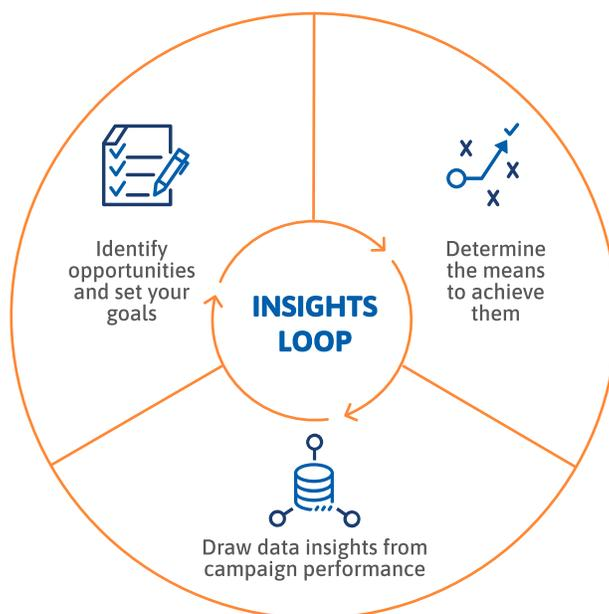 Identify
opportunities
and set your
goals
Determine
the means
to achieve
them
INSIGHTS
LOOP
Draw data insights from
campaign performance